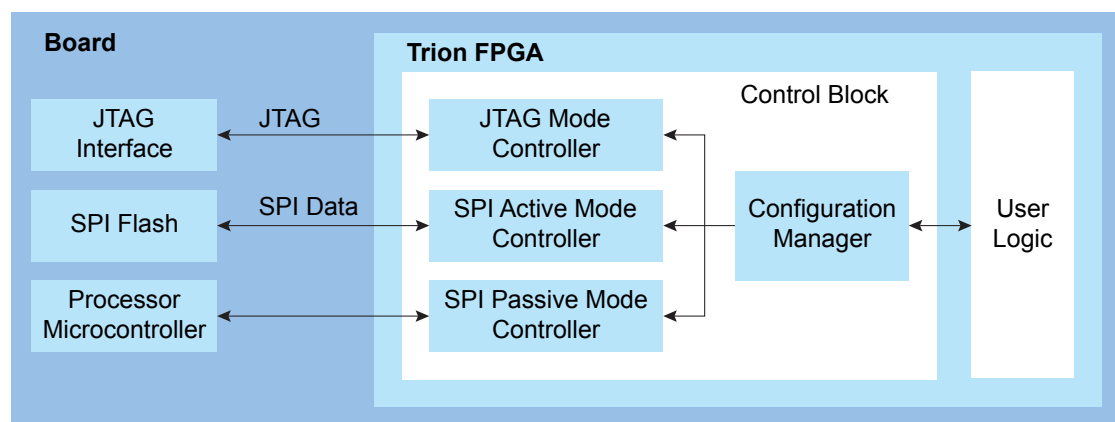 Board
Trion FPGA
Control Block
JTAG
Interface
JTAG
JTAG Mode
Controller
SPI Flash
SPI Data
SPI Active Mode
Controller
Configuration
Manager
User
Logic
Processor
Microcontroller
SPI Passive Mode
Controller